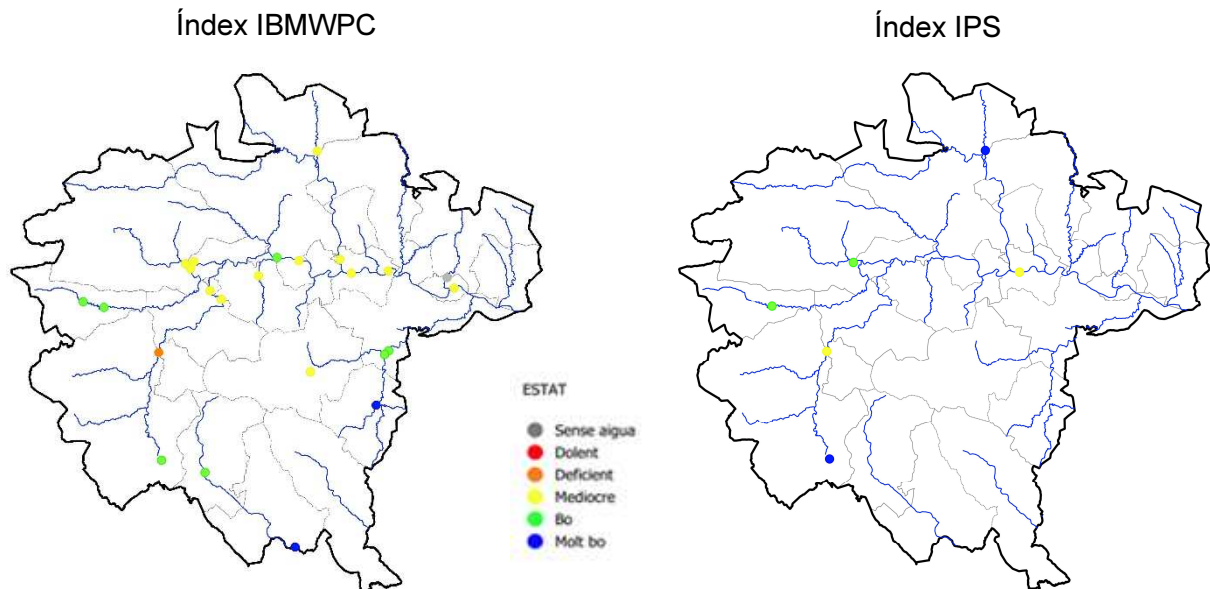 Índex IBMWPC
Índex IPS
ESTAT
Sense aigua
Dolent
Deficient
Mediocre
Bo
Molt bo